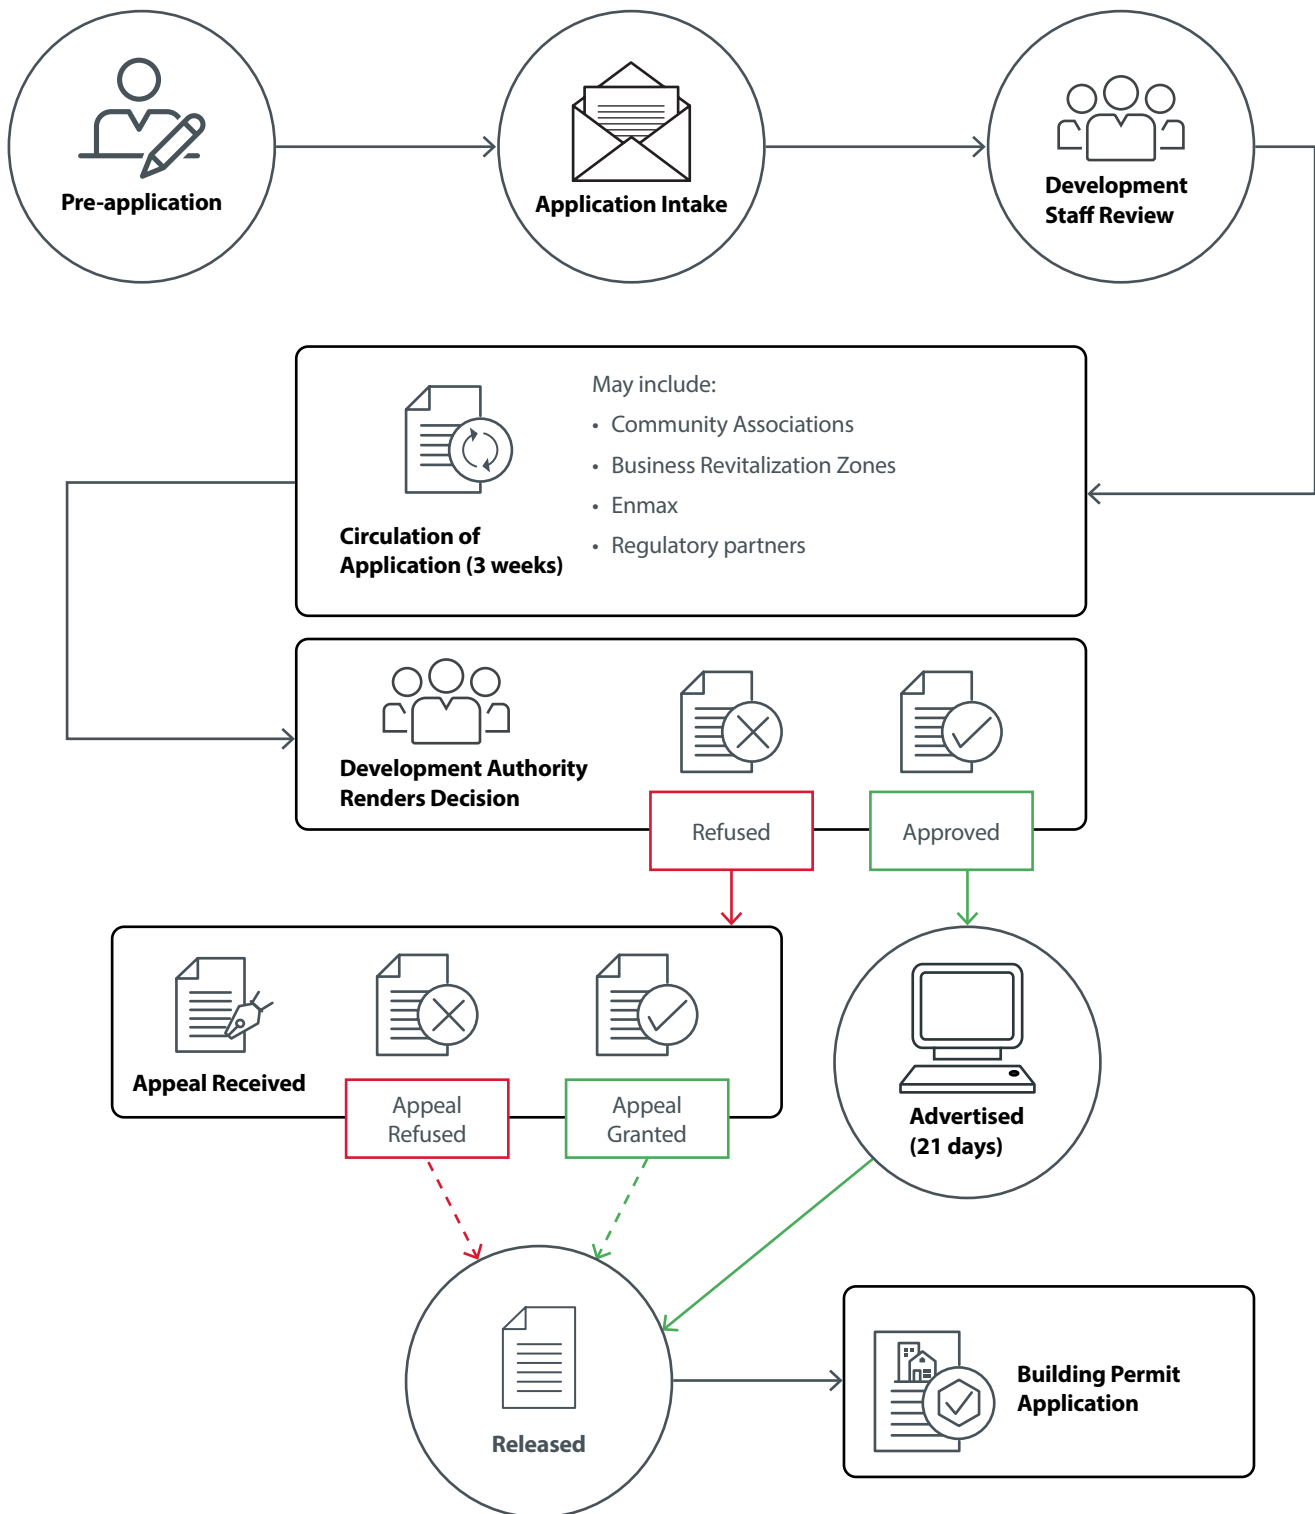 Pre-application
Application Intake
Development
Staff Review
Circulation of
Application (3 weeks)
May include:
• Community Associations
• Business Revitalization Zones
• Enmax
• Regulatory partners
Development Authority
Renders Decision
Refused
Approved
Appeal Received
Appeal
Refused
Appeal
Granted
Advertised
(21 days)
Released
Building Permit
Application